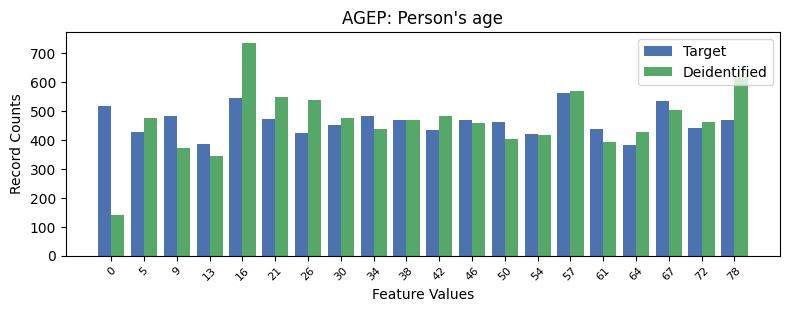 AGEP: Person's age
Target
Deidentified
Record Counts
700
600
500
400
300
200
100
0
0 5 9 13 16 21 26 30 34 38 42 46 50 54 57 61 64 67 72 78
Feature Values